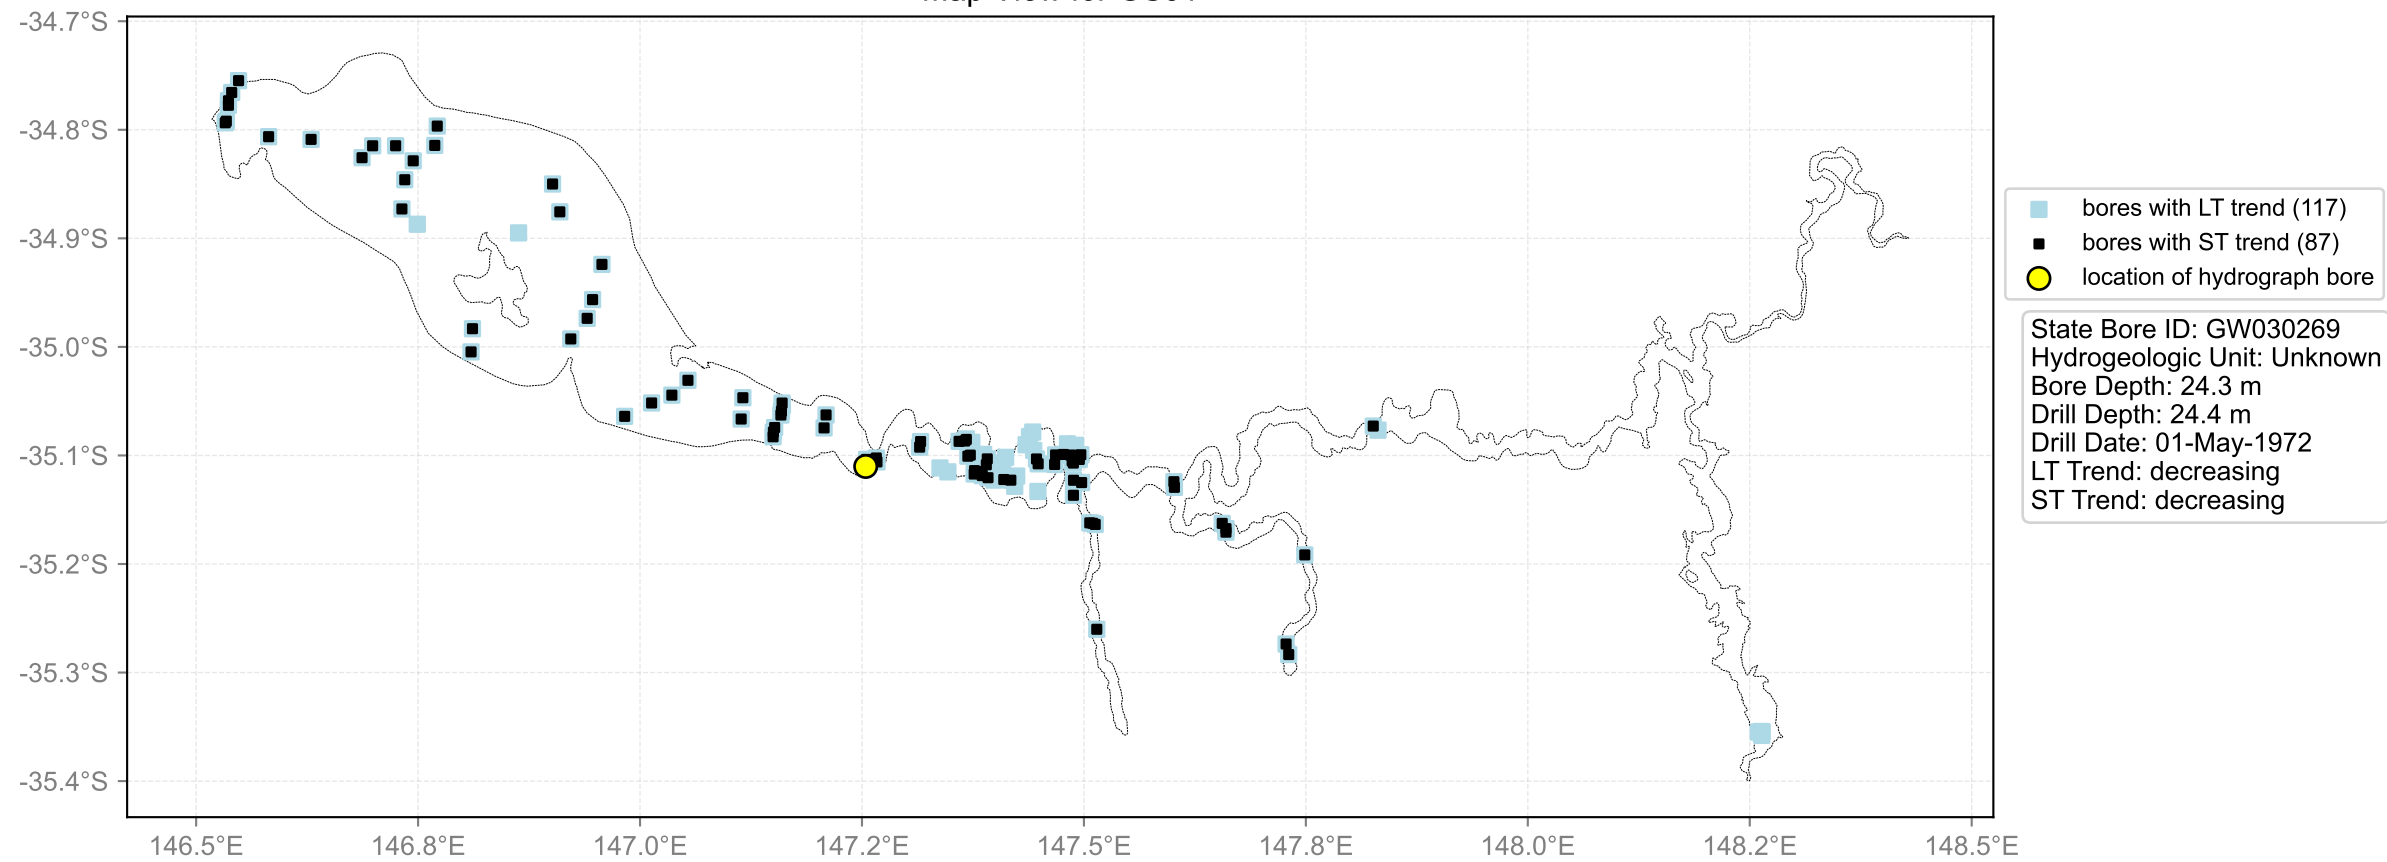 -34.7°S
-34.8°S
-34.9°S
-35.0°S
-35.1°S
-35.2°S
-35.3°S
-35.4°S
146.5°E 146.8°E 147.0°E 147.2°E 147.5°E 147.8°E 148.0°E 148.2°E 148.5°E
bores with LT trend (117)
bores with ST trend (87)
location of hydrograph bore
State Bore ID: GW030269
Hydrogeologic Unit: Unknown
Bore Depth: 24.3 m
Drill Depth: 24.4 m
Drill Date: 01-May-1972
LT Trend: decreasing
ST Trend: decreasing